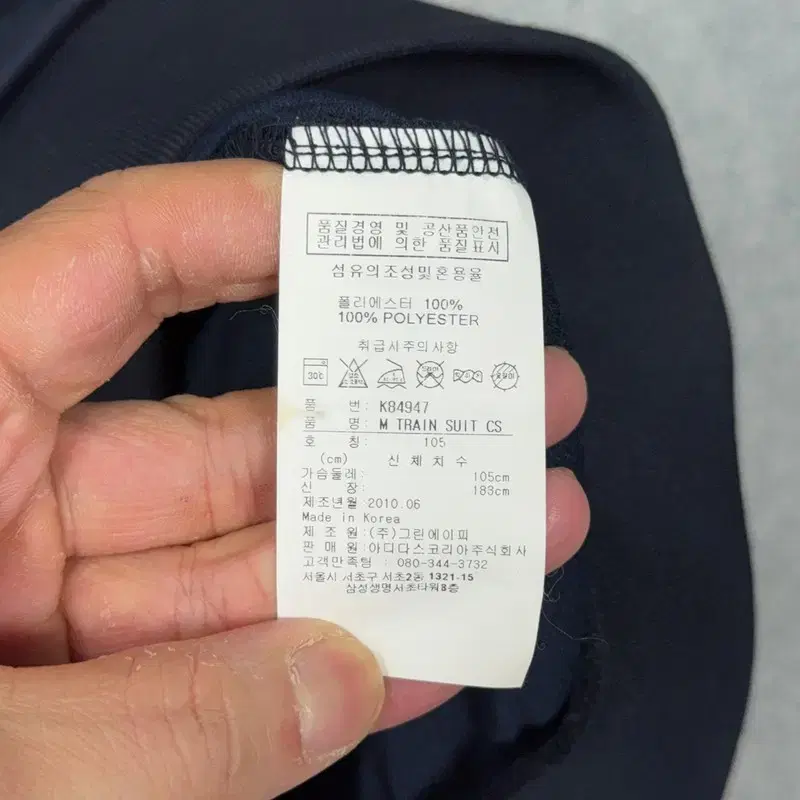 품질경영 및 공산품안전
관리법에 의한 품질표시
섬유의조성및혼용율
폴리에스터 100%
100% POLYESTER
취급시주의사항
30℃
품 번: K84947
품 명: M TRAIN SUIT CS
호 칭: 105
(cm) 신체치수
가슴둘레: 105cm
신 장: 183cm
제조년월 2010.06
Made in Korea
제 조 원:(주)그린에이피
판 매 원:아디다스코리아주식회사
고객만족팀 : 080-344-3732
서울시 서초구 서초2동 1321-15
삼성생명서초타워8층